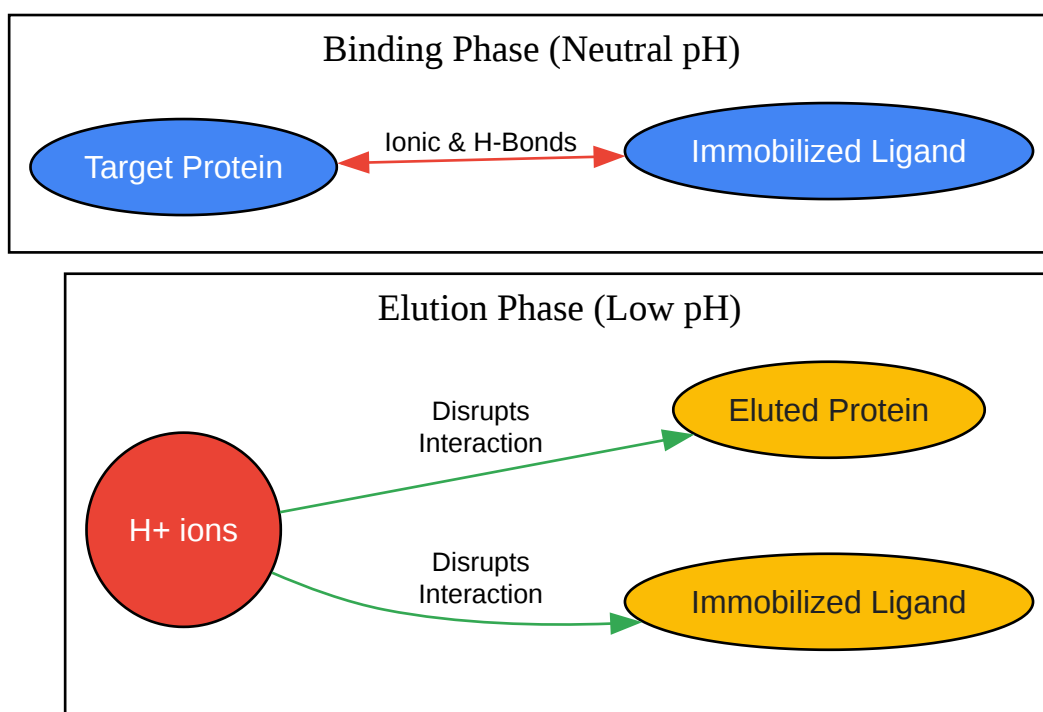 Binding Phase (Neutral pH)
Target Protein
Ionic & H-Bonds
Immobilized Ligand
Elution Phase (Low pH)
Disrupts
Interaction
Eluted Protein
H+ ions
Disrupts
Interaction
Immobilized Ligand